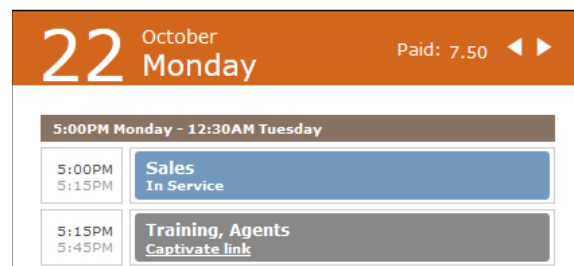 22
October
Monday
Paid: 7.50
5:00PM Monday - 12:30AM Tuesday
5:00PM
5:15PM
Sales
In Service
5:15PM
5:45PM
Training, Agents
Captivate link